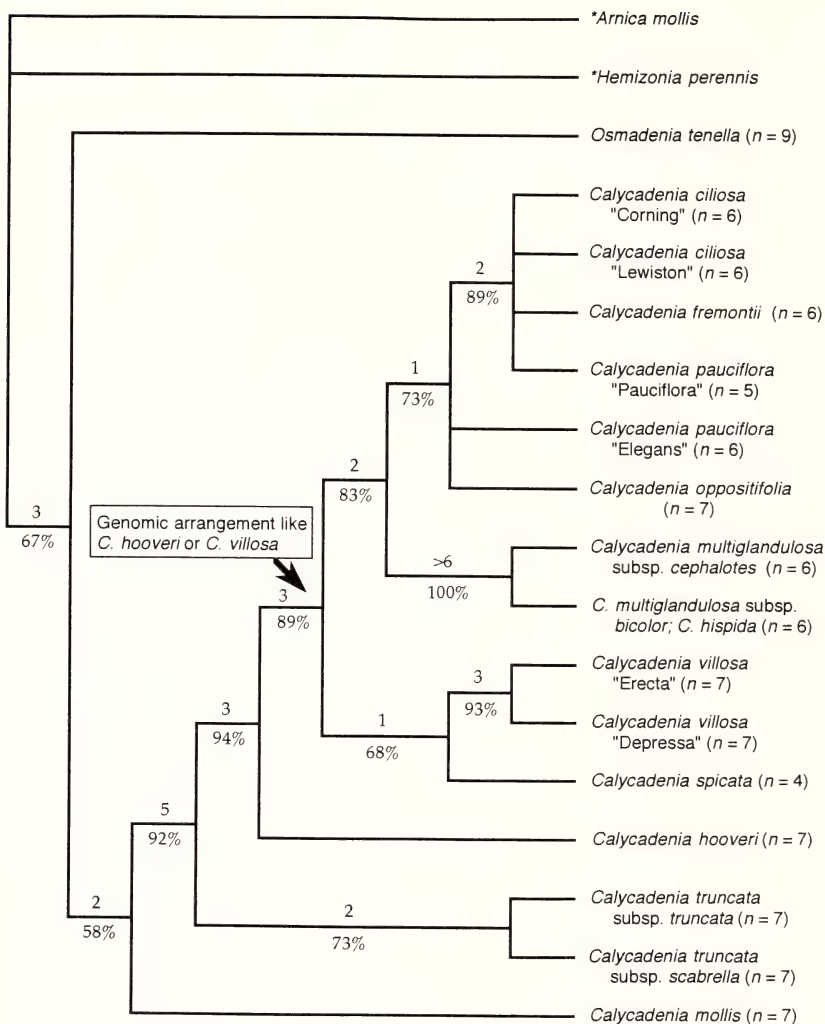 *Arnica mollis
*Hemizonia perennis
Osmadenia tenella (n = 9)
Calycadenia ciliosa
"Corning" (n = 6)
Calycadenia ciliosa
"Lewiston" (n = 6)
2
89%
Calycadenia fremontii (n = 6)
Calycadenia pauciflora
"Pauciflora" (n = 5)
1
73%
Calycadenia pauciflora
"Elegans" (n = 6)
2
83%
Calycadenia oppositifolia
(n = 7)
3
67%
Genomic arrangement like
C. hooveri or C. villosa
Calycadenia multiglandulosa
subsp. cephalotes (n = 6)
>6
100%
C. multiglandulosa subsp.
bicolor; C. hispida (n = 6)
3
89%
Calycadenia villosa
"Erecta" (n = 7)
3
93%
Calycadenia villosa
"Depressa" (n = 7)
3
94%
1
68%
Calycadenia spicata (n = 4)
5
92%
Calycadenia hooveri (n = 7)
Calycadenia truncata
subsp. truncata (n = 7)
2
58%
2
73%
Calycadenia truncata
subsp. scabrella (n = 7)
Calycadenia mollis (n = 7)